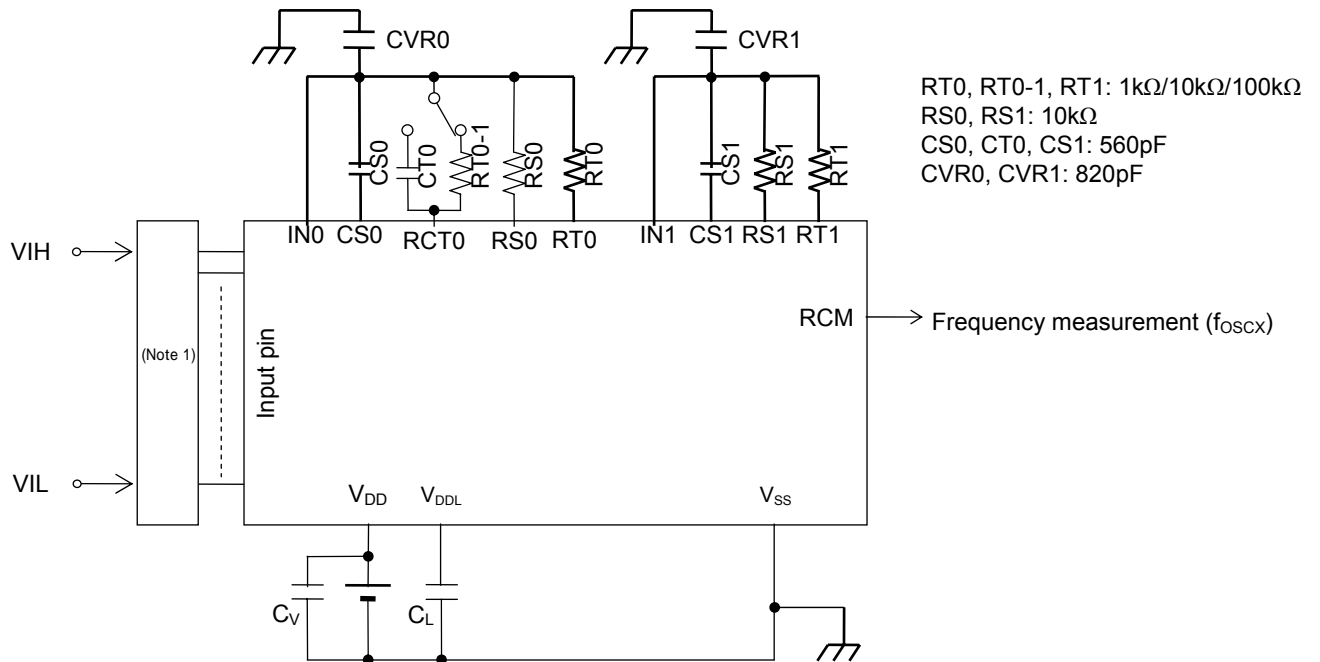 CVR0
CVR1
RT0, RT0-1, RT1: 1kΩ/10kΩ/100kΩ
RS0, RS1: 10kΩ
CS0, CT0, CS1: 560pF
CVR0, CVR1: 820pF
CS0
CT0
RT0-1
RS0
RT0
CS1
RS1
RT1
IN0
CS0
RCT0
RS0
RT0
IN1
CS1
RS1
RT1
VIH
(Note 1)
Input pin
RCM
Frequency measurement (fOSCX)
VIL
VDD
VDDL
VSS
CV
CL